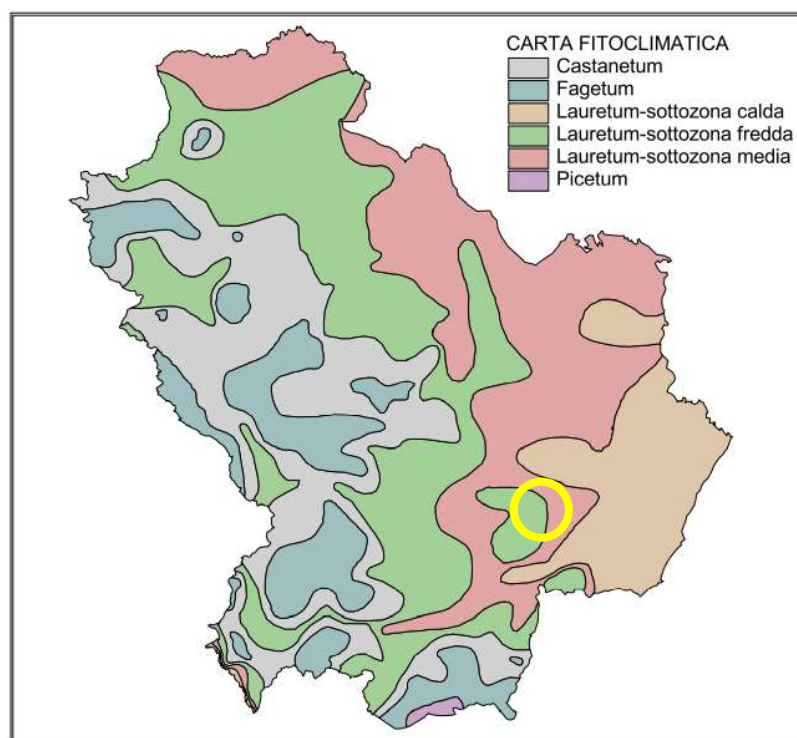 CARTA FITOCLIMATICA
Castanetum
Fagetum
Lauretum-sottozona calda
Lauretum-sottozona fredda
Lauretum-sottozona media
Picetum